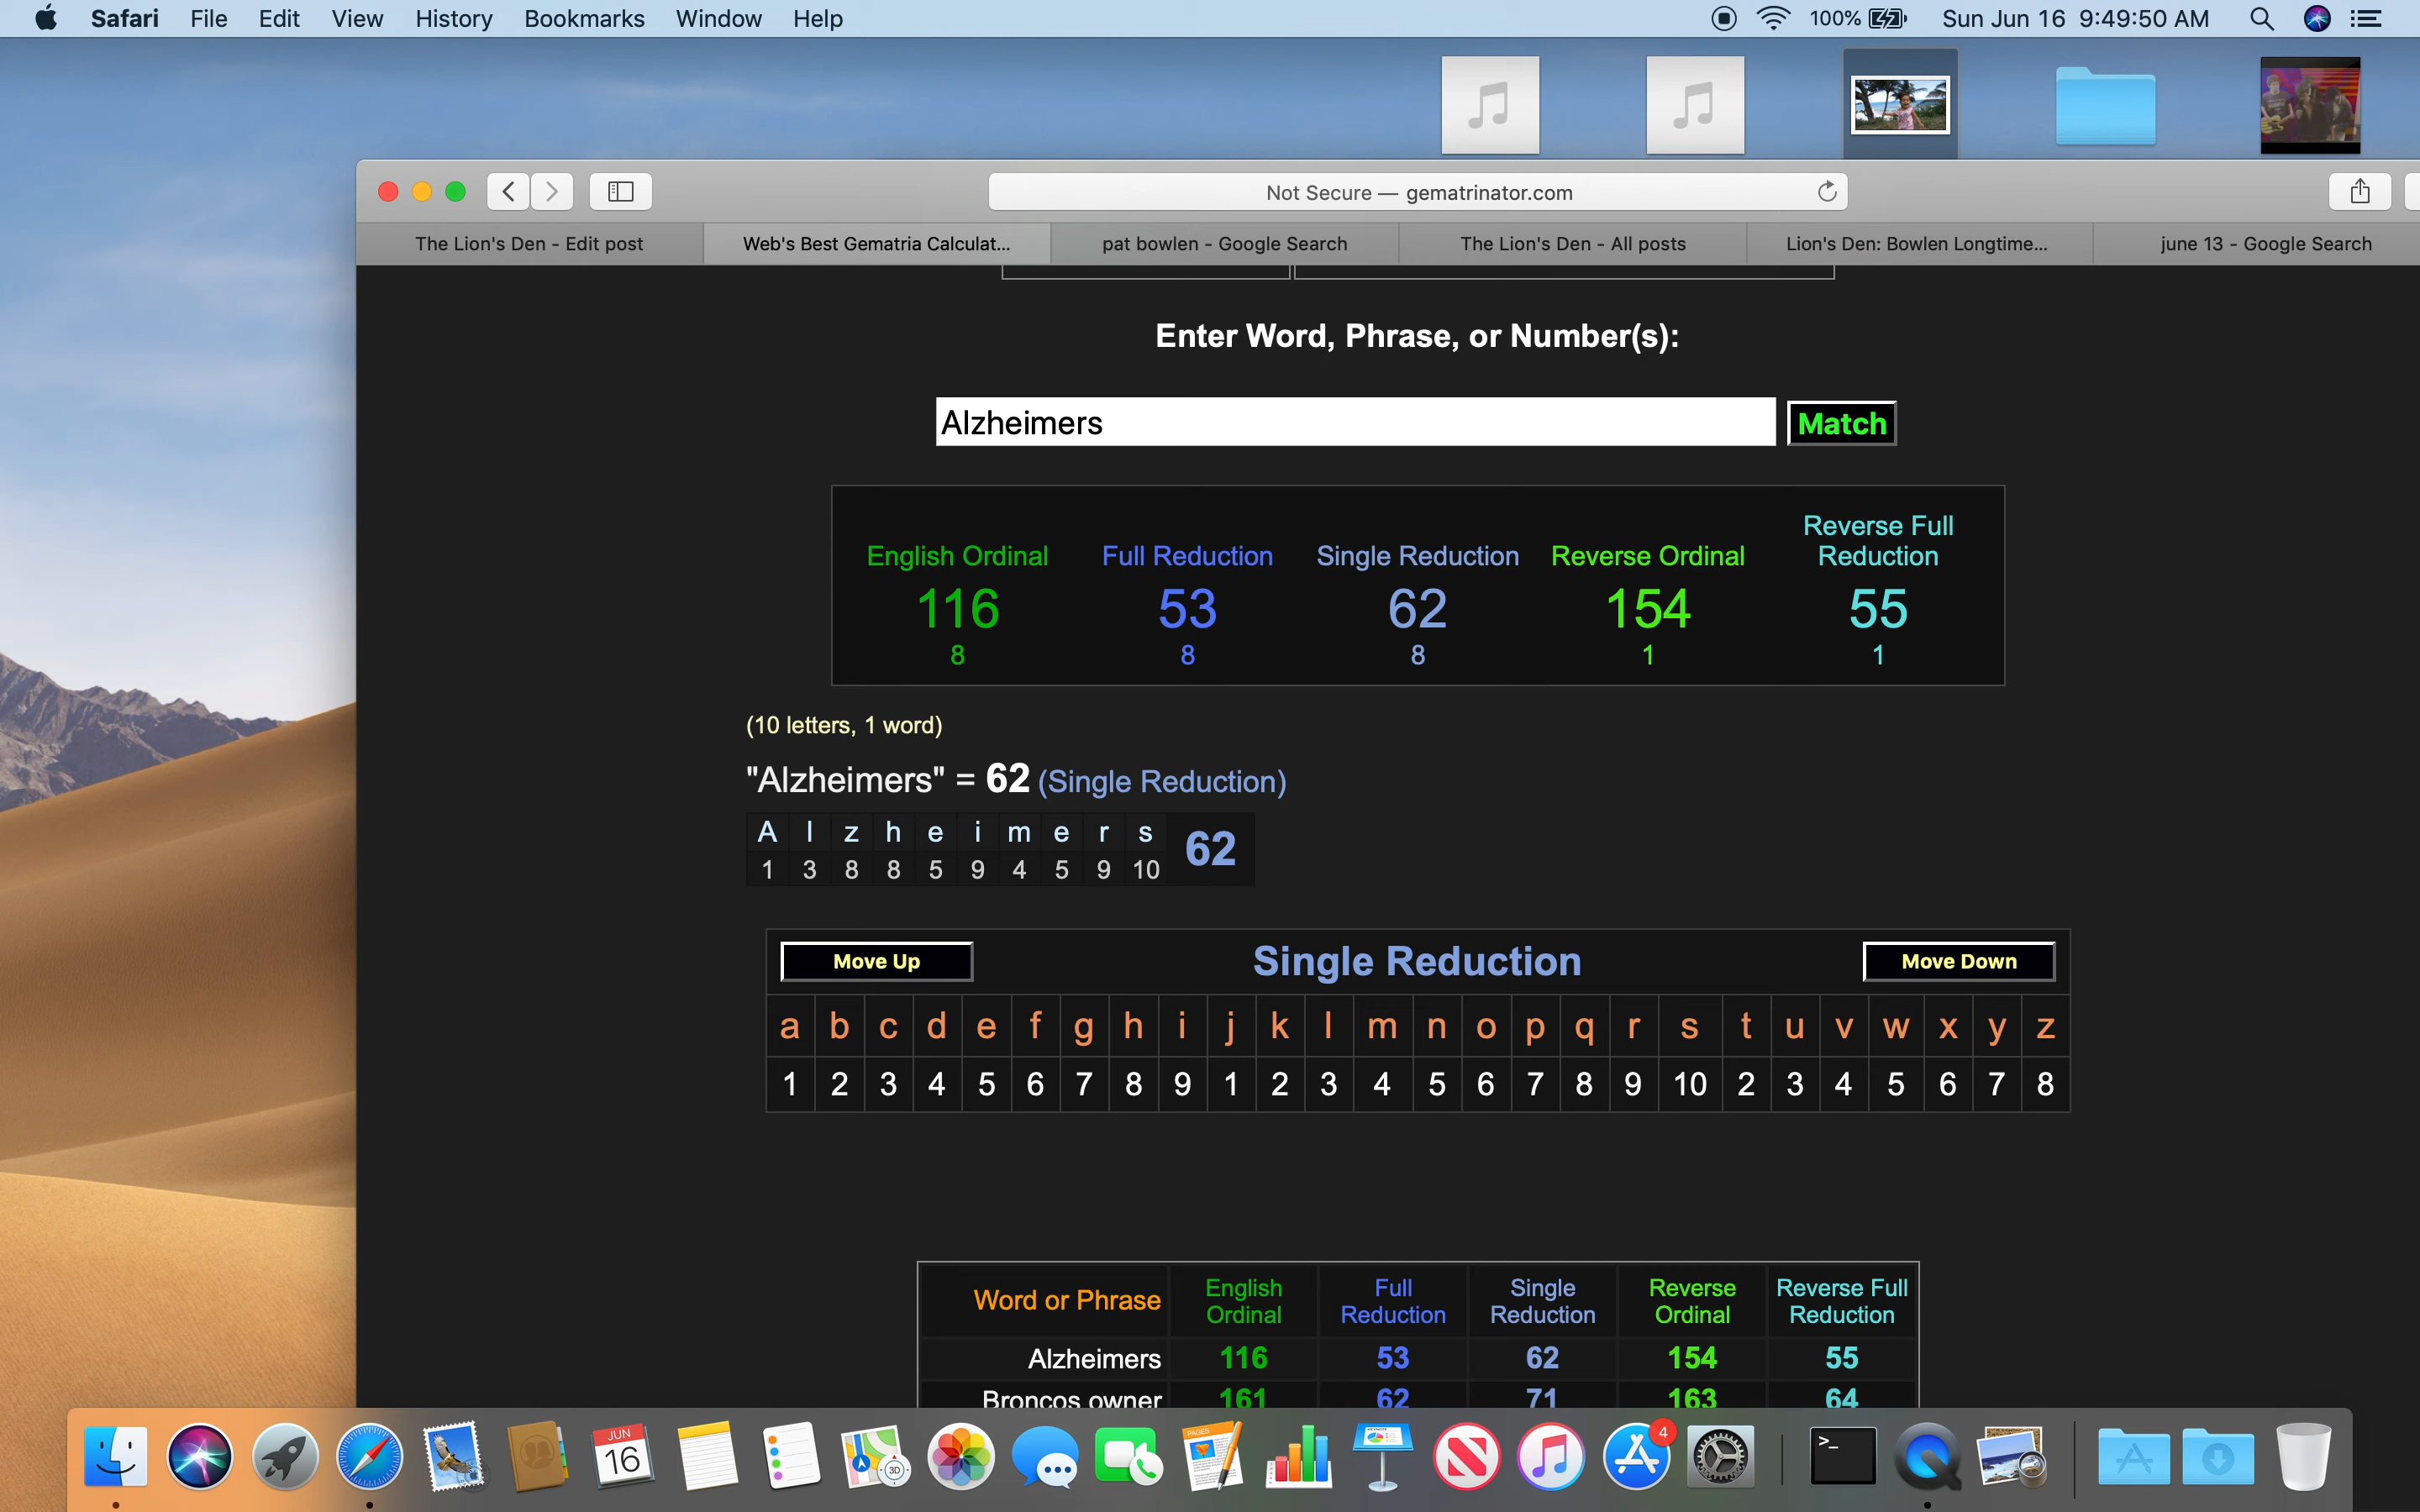 Safari File Edit View History Bookmarks Window Help 100% Sun Jun 16 9:49:50 AM
Not Secure — gematrinator.com
The Lion's Den - Edit post Web's Best Gematria Calculat... pat bowlen - Google Search The Lion's Den - All posts Lion's Den: Bowlen Longtime... june 13 - Google Search
Enter Word, Phrase, or Number(s):
Alzheimers Match
English Ordinal Full Reduction Single Reduction Reverse Ordinal Reverse Full Reduction
116 53 62 154 55
8 8 8 1 1
(10 letters, 1 word)
"Alzheimers" = 62 (Single Reduction)
A l z h e i m e r s 62
1 3 8 8 5 9 4 5 9 10
Move Up Single Reduction Move Down
a b c d e f g h i j k l m n o p q r s t u v w x y z
1 2 3 4 5 6 7 8 9 1 2 3 4 5 6 7 8 9 10 2 3 4 5 6 7 8
Word or Phrase English Ordinal Full Reduction Single Reduction Reverse Ordinal Reverse Full Reduction
Alzheimers 116 53 62 154 55
Broncos owner 161 62 71 163 64
JUN
16
3D
PAGES
4
>_